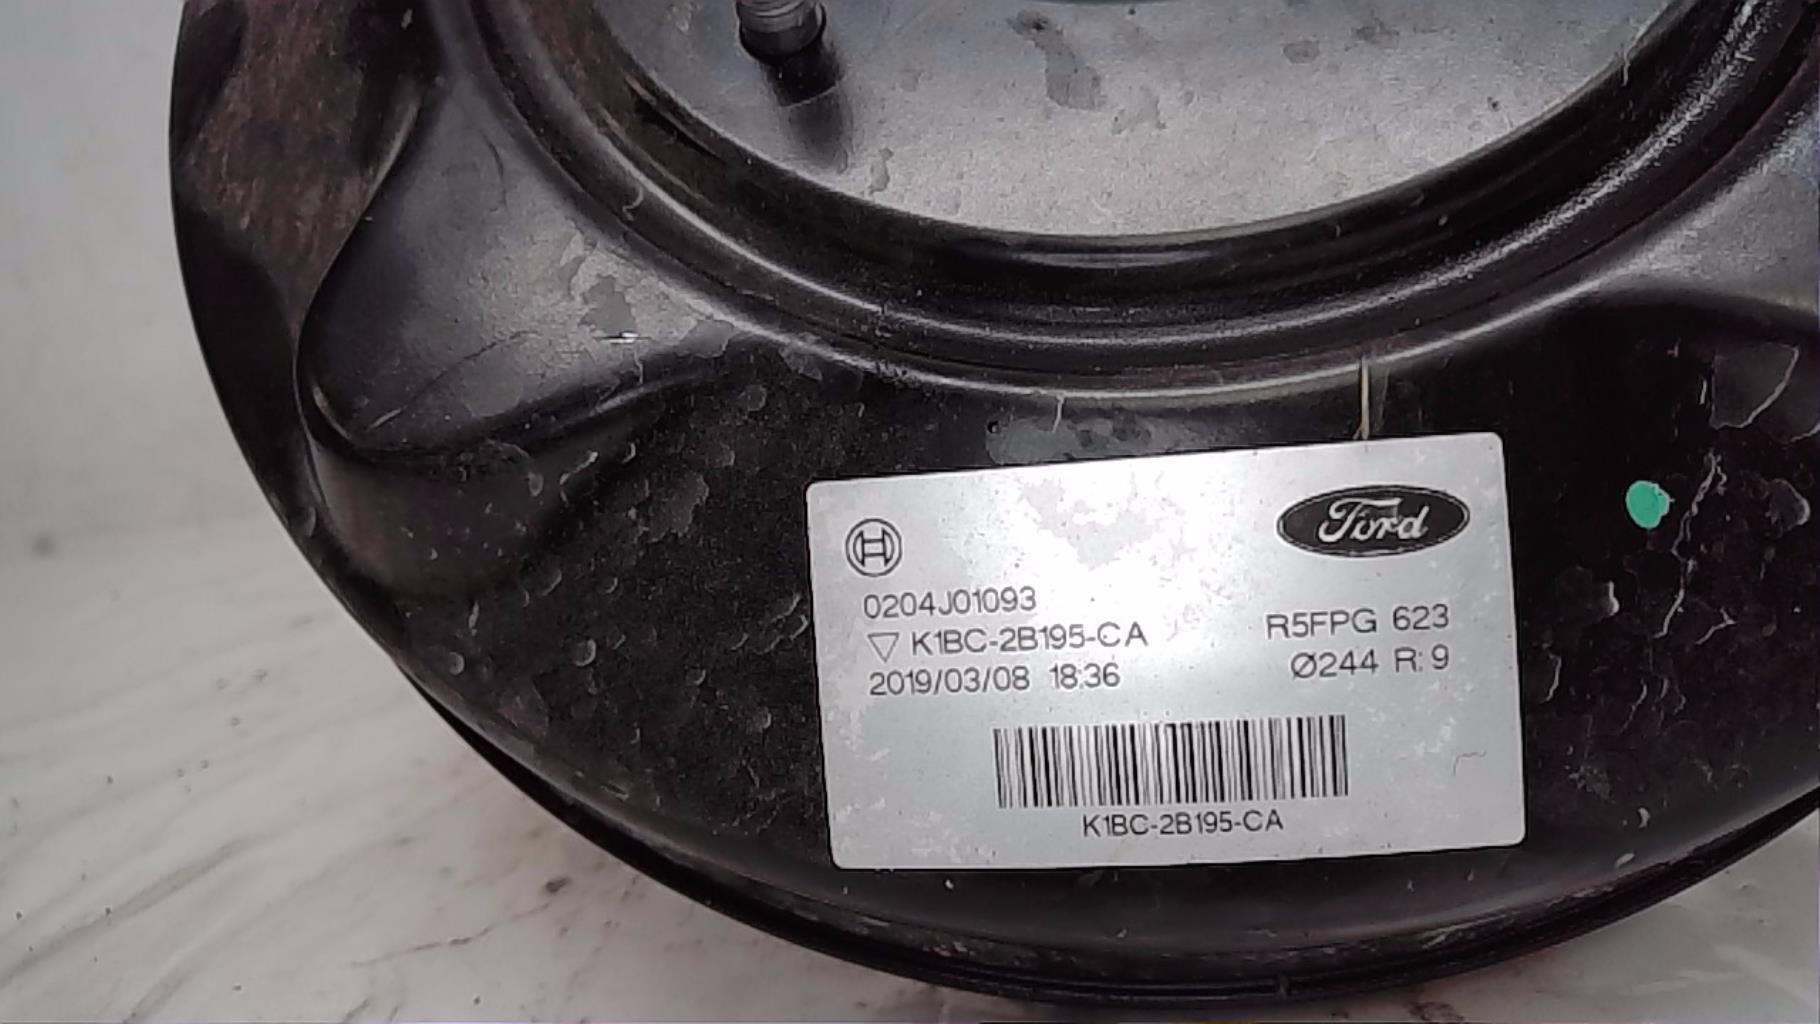 Ford
0204J01093
▽ K1BC-2B195-CA
R5FPG 623
2019/03/08 18:36
Ø244 R: 9
K1BC-2B195-CA